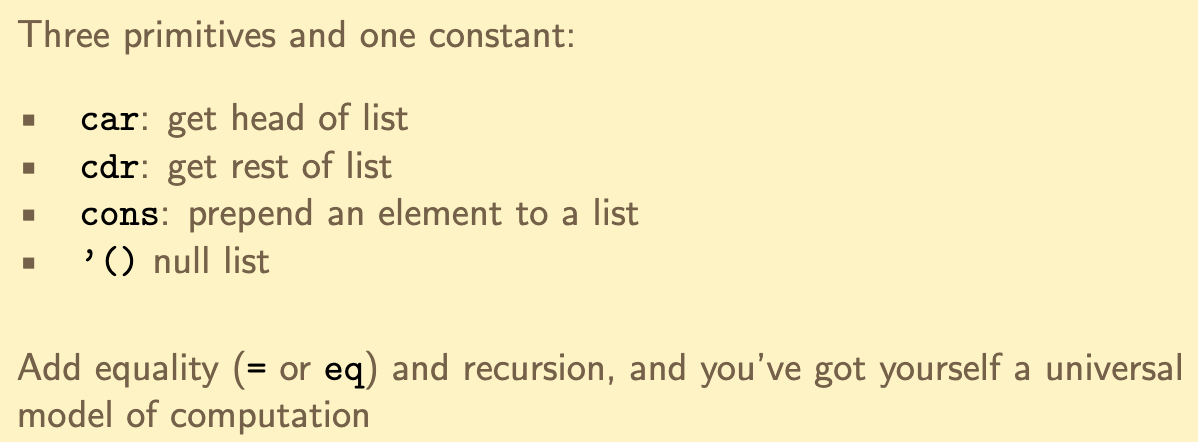 Three primitives and one constant:
▪ car: get head of list
▪ cdr: get rest of list
▪ cons: prepend an element to a list
▪ ’() null list
Add equality (= or eq) and recursion, and you’ve got yourself a universal
model of computation